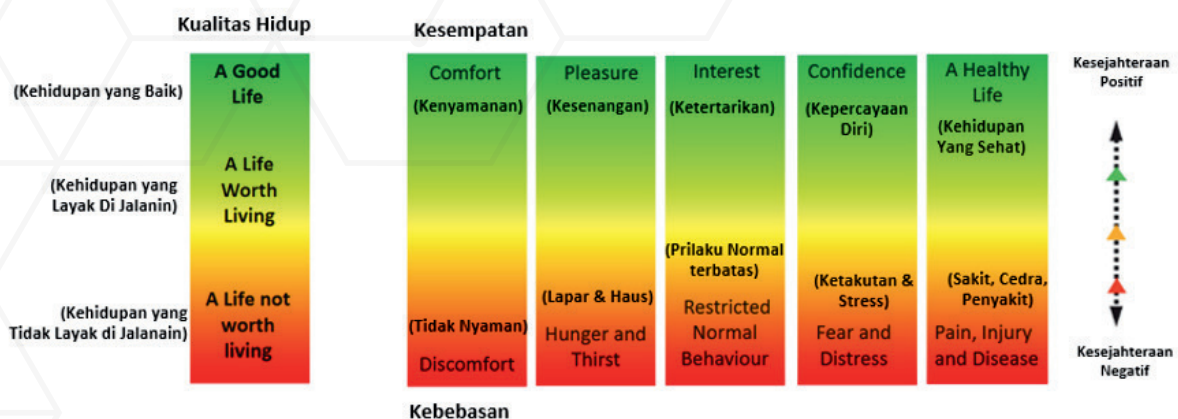 Kualitas Hidup
(Kehidupan yang Baik)
A Good
Life
(Kehidupan yang
Layak Di Jalanin)
A Life
Worth
Living
(Kehidupan yang
Tidak Layak di Jalanain)
A Life not
worth
living
Kesempatan
Comfort
(Kenyamanan)
(Tidak Nyaman)
Discomfort
Pleasure
(Kesenangan)
(Lapar & Haus)
Hunger and
Thirst
Interest
(Ketertarikan)
(Prilaku Normal
terbatas)
Restricted
Normal
Behaviour
Confidence
(Kepercayaan
Diri)
(Ketakutan &
Stress)
Fear and
Distress
A Healthy
Life
(Kehidupan
Yang Sehat)
(Sakit, Cedra,
Penyakit)
Pain, Injury
and Disease
Kebebasan
Kesejahteraan
Positif
Kesejahteraan
Negatif